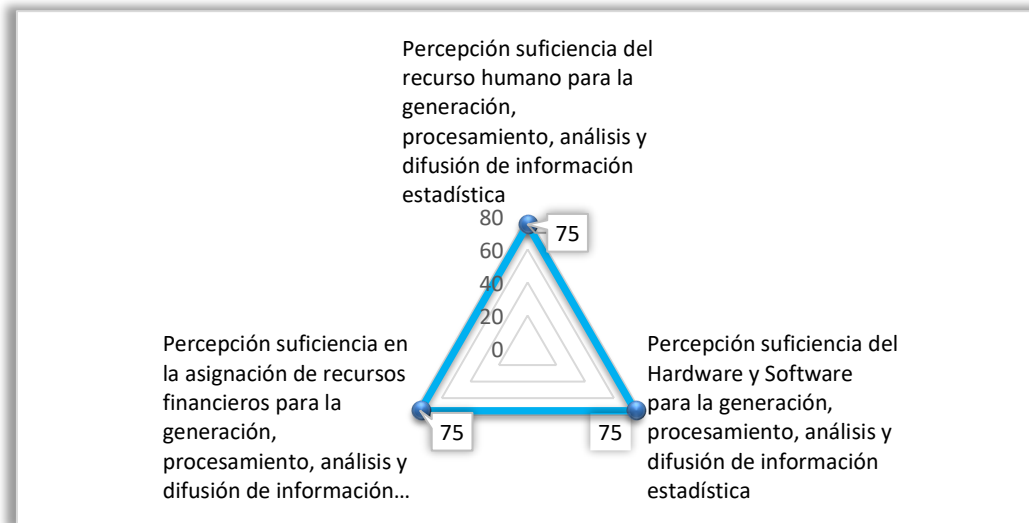 Percepción suficiencia del
recurso humano para la
generación,
procesamiento, análisis y
difusión de información
estadística
80
75
60
40
20
0
Percepción suficiencia en
la asignación de recursos
financieros para la
generación,
procesamiento, análisis y
difusión de información...
75
75
Percepción suficiencia del
Hardware y Software
para la generación,
procesamiento, análisis y
difusión de información
estadística